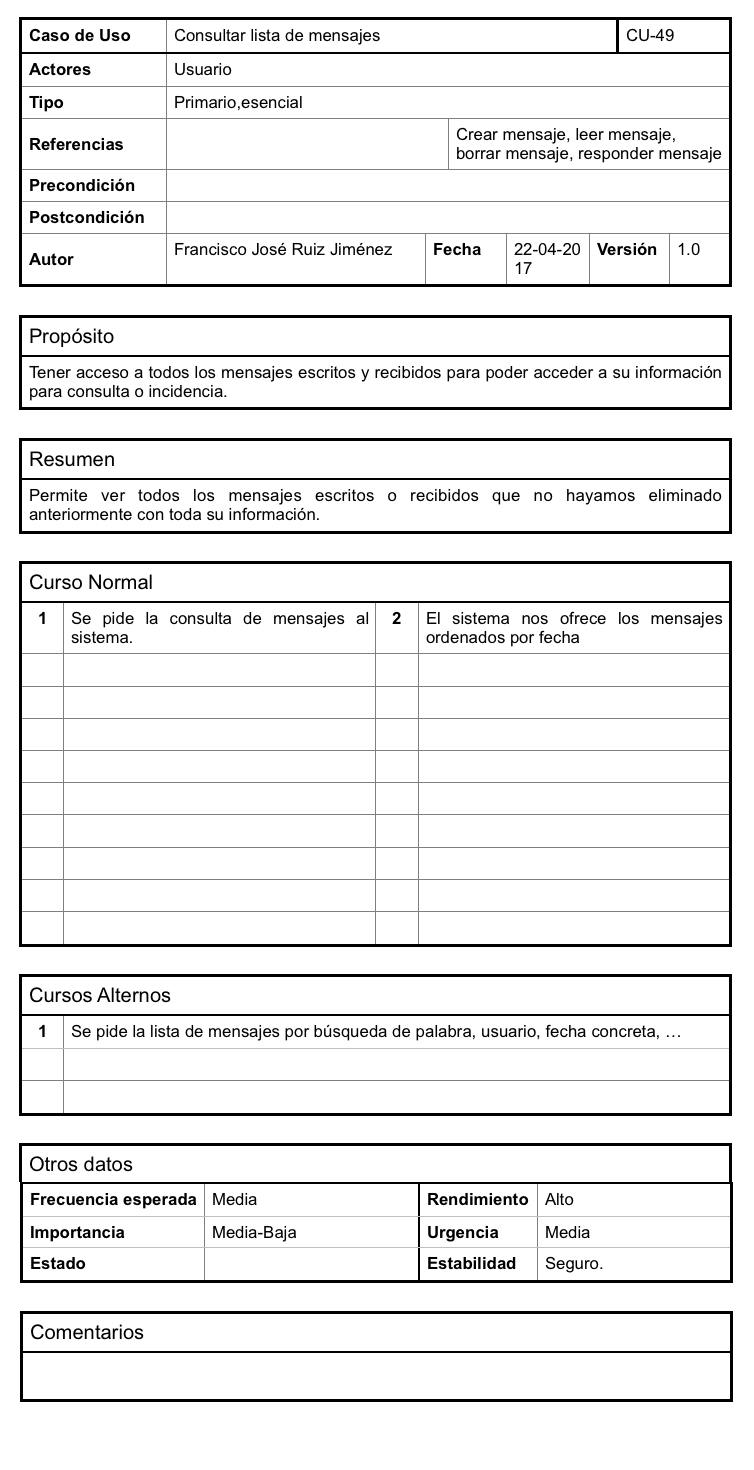 Caso de Uso Consultar lista de mensajes CU-49
Actores Usuario
Tipo Primario,esencial
Referencias Crear mensaje, leer mensaje,
borrar mensaje, responder mensaje
Precondición
Postcondición
Autor Francisco José Ruiz Jiménez Fecha 22-04-20 Versión 1.0
17
Propósito
Tener acceso a todos los mensajes escritos y recibidos para poder acceder a su información
para consulta o incidencia.
Resumen
Permite ver todos los mensajes escritos o recibidos que no hayamos eliminado
anteriormente con toda su información.
Curso Normal
1 Se pide la consulta de mensajes al
sistema.
2 El sistema nos ofrece los mensajes
ordenados por fecha
Cursos Alternos
1 Se pide la lista de mensajes por búsqueda de palabra, usuario, fecha concreta, …
Otros datos
Frecuencia esperada Media Rendimiento Alto
Importancia Media-Baja Urgencia Media
Estado Estabilidad Seguro.
Comentarios